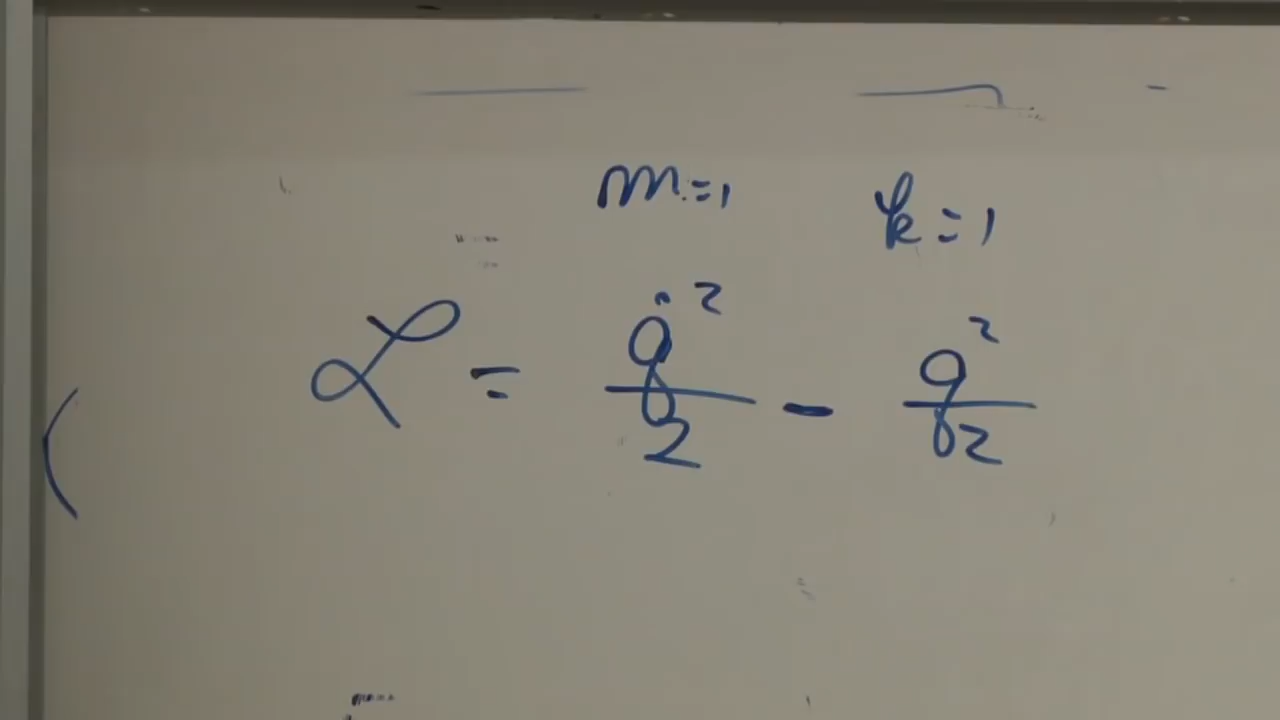 m=1 k=1
ℒ = q̇²/2 - q²/2